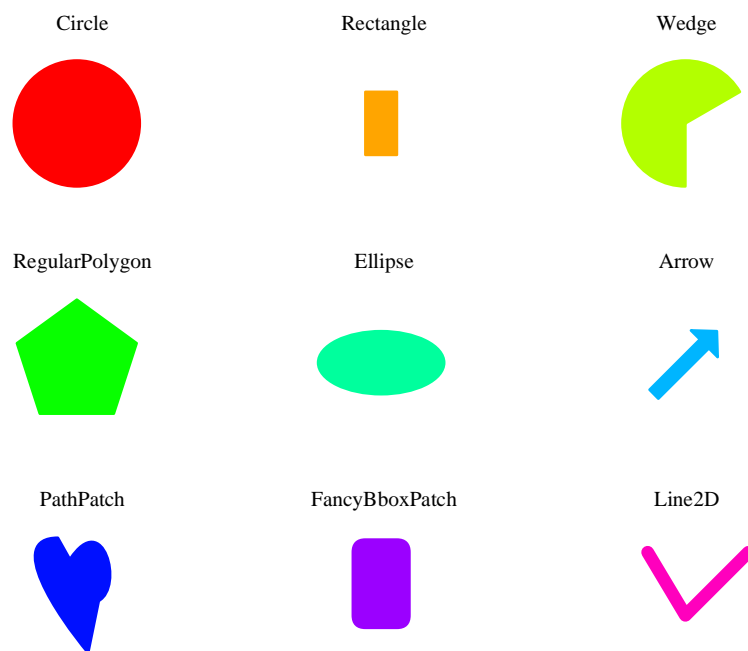 Circle
Rectangle
Wedge
RegularPolygon
Ellipse
Arrow
PathPatch
FancyBboxPatch
Line2D